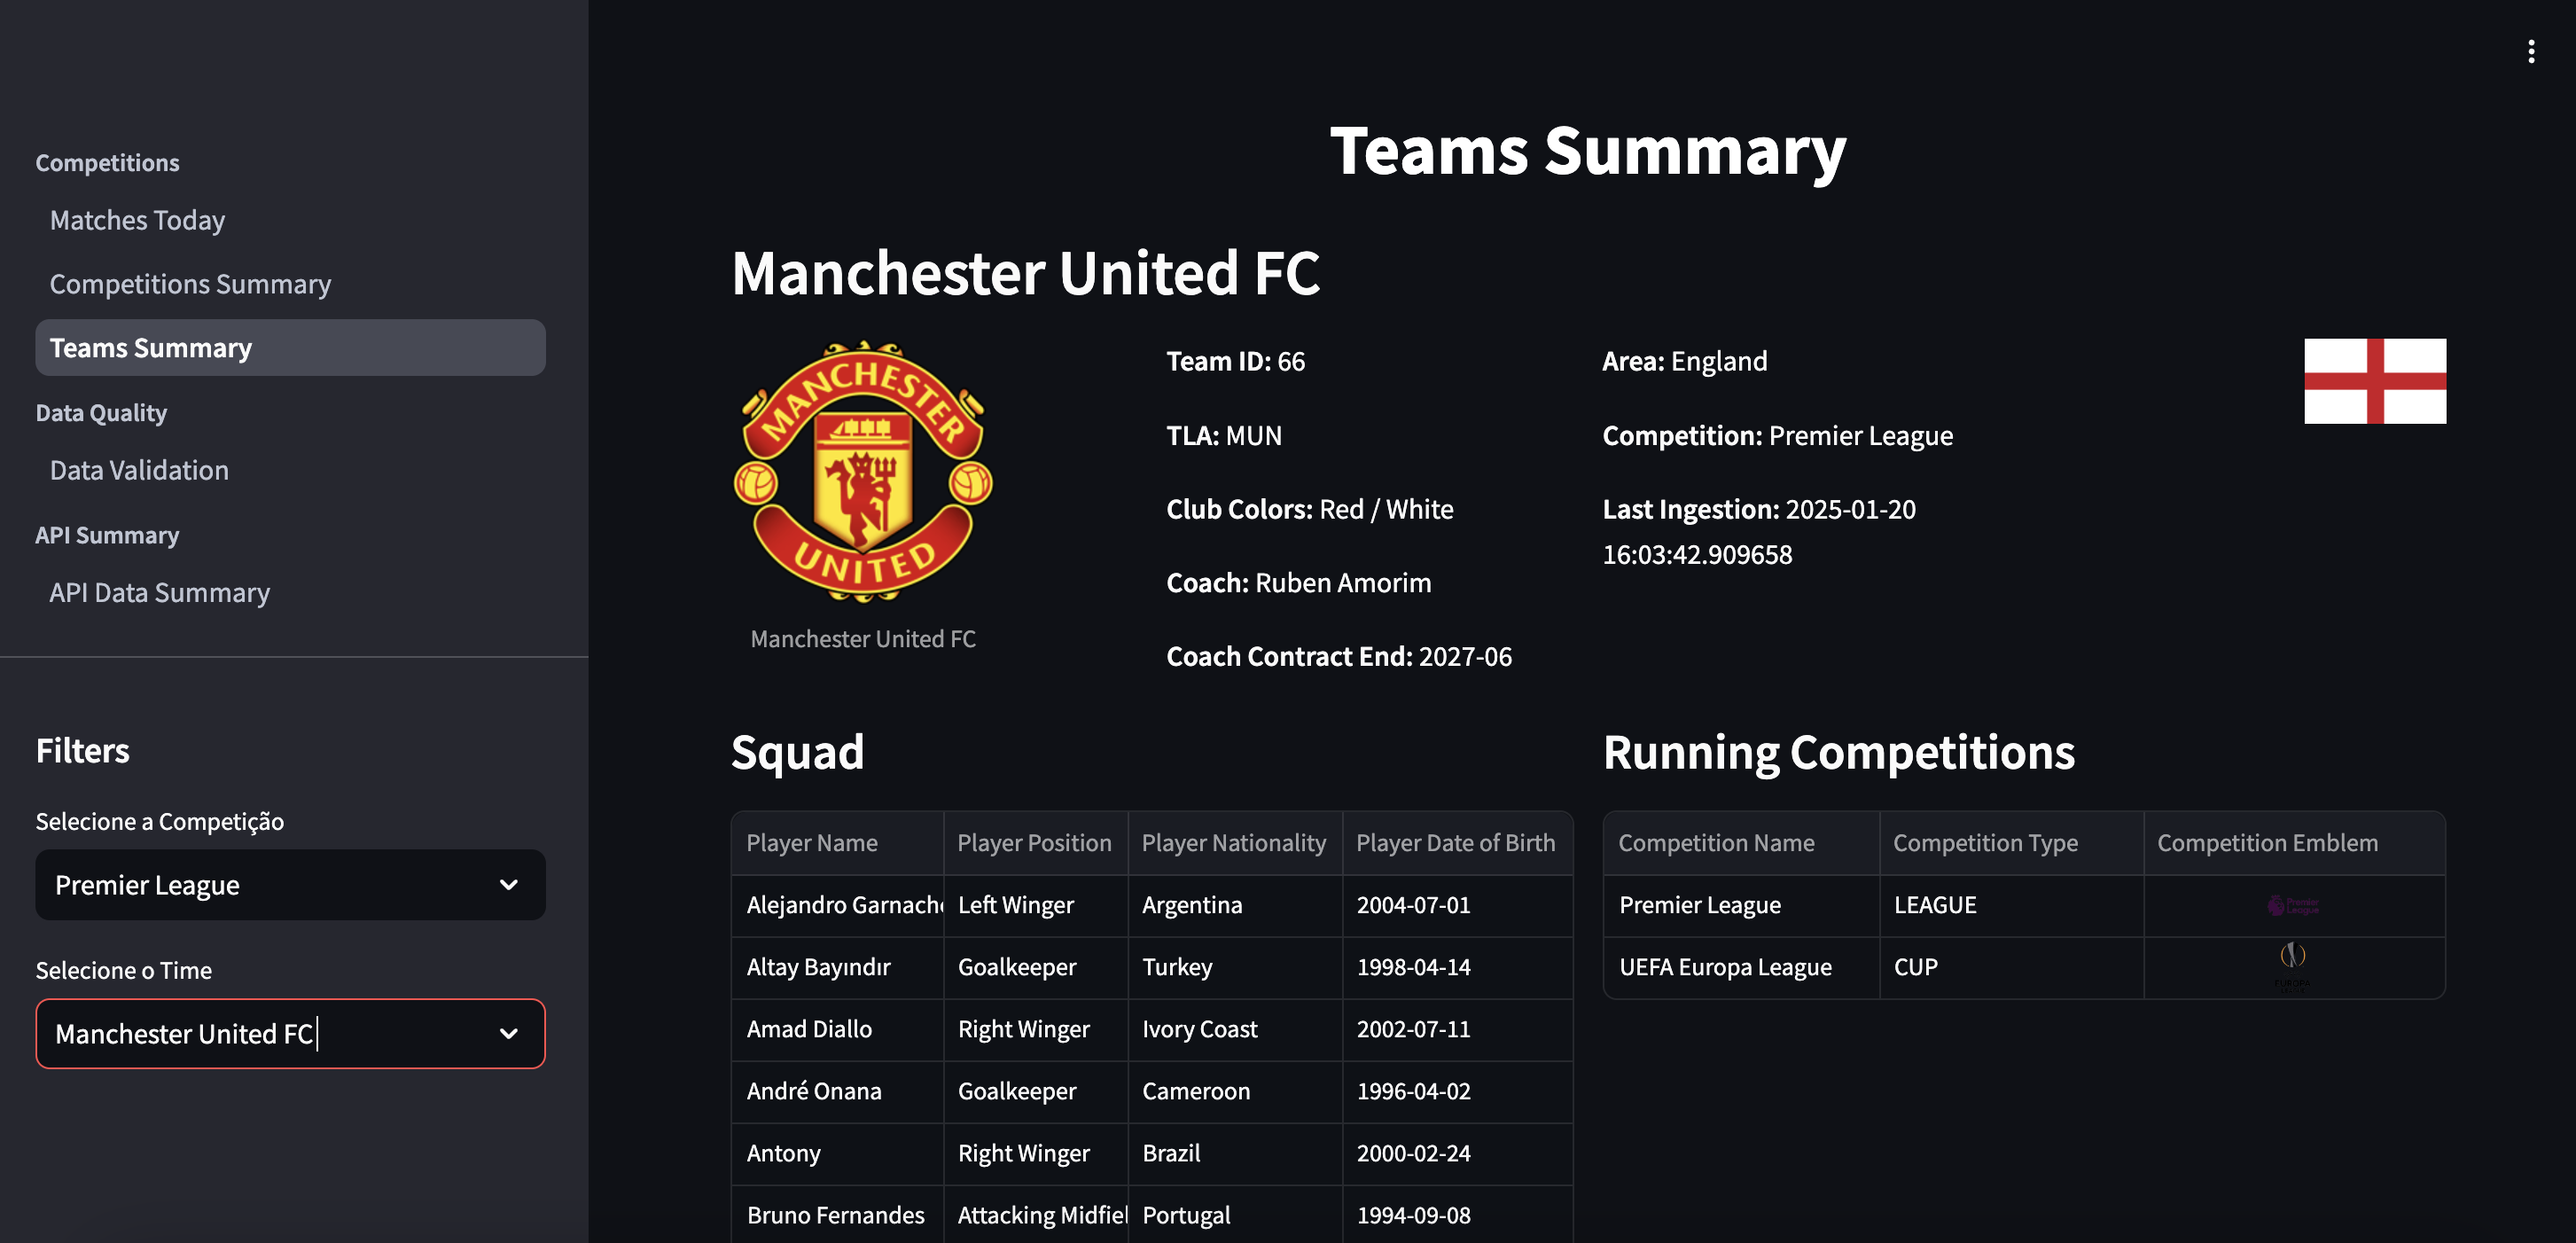 Competitions
Matches Today
Competitions Summary
Teams Summary
Data Quality
Data Validation
API Summary
API Data Summary
Filters
Selecione a Competição
Premier League
Selecione o Time
Manchester United FC
Teams Summary
Manchester United FC
MANCHESTER
UNITED
Manchester United FC
Team ID: 66
TLA: MUN
Club Colors: Red / White
Coach: Ruben Amorim
Coach Contract End: 2027-06
Area: England
Competition: Premier League
Last Ingestion: 2025-01-20
16:03:42.909658
Squad
Player Name Player Position Player Nationality Player Date of Birth
Alejandro Garnach Left Winger Argentina 2004-07-01
Altay Bayındır Goalkeeper Turkey 1998-04-14
Amad Diallo Right Winger Ivory Coast 2002-07-11
André Onana Goalkeeper Cameroon 1996-04-02
Antony Right Winger Brazil 2000-02-24
Bruno Fernandes Attacking Midfiel Portugal 1994-09-08
Running Competitions
Competition Name Competition Type Competition Emblem
Premier League LEAGUE Premier League
UEFA Europa League CUP